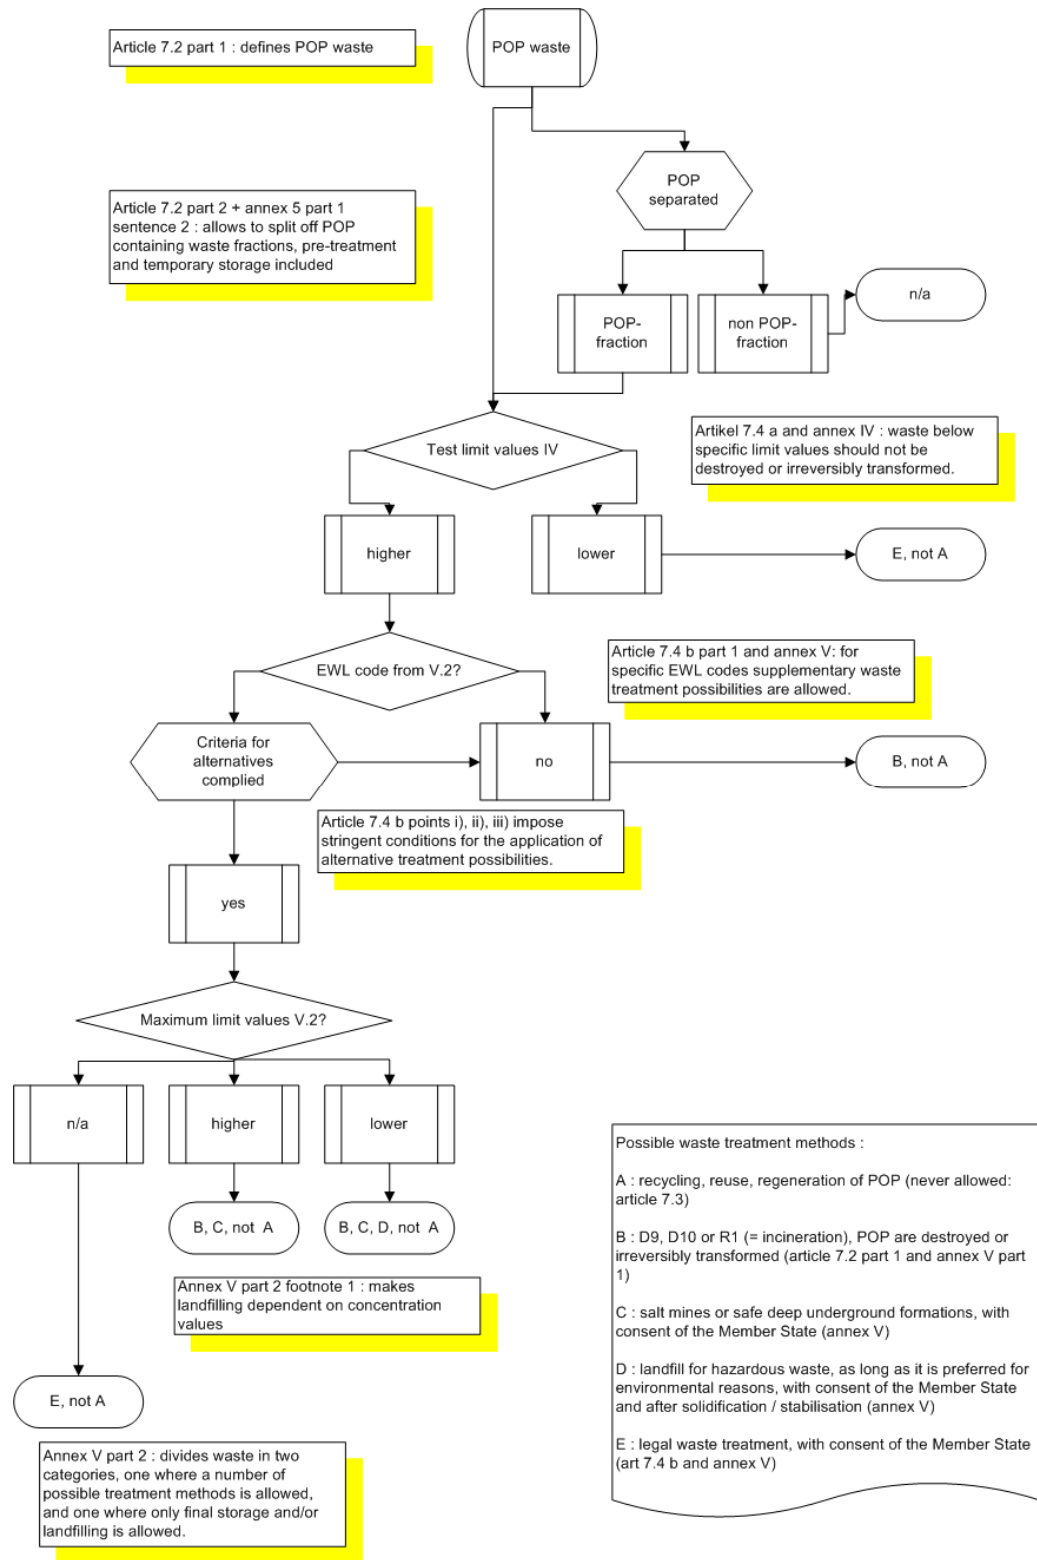 POP waste
Article 7.2 part 1 : defines POP waste
POP
separated
Article 7.2 part 2 + annex 5 part 1
sentence 2 : allows to split off POP
containing waste fractions, pre-treatment
and temporary storage included
n/a
POP-
fraction
non POP-
fraction
Test limit values IV
Artikel 7.4 a and annex IV : waste below
specific limit values should not be
destroyed or irreversibly transformed.
higher
lower
E, not A
EWL code from V.2?
Article 7.4 b part 1 and annex V: for
specific EWL codes supplementary waste
treatment possibilities are allowed.
Criteria for
alternatives
complied
no
B, not A
Article 7.4 b points i), ii), iii) impose
stringent conditions for the application of
alternative treatment possibilities.
yes
Maximum limit values V.2?
n/a
higher
lower
B, C, not A
B, C, D, not A
Annex V part 2 footnote 1 : makes
landfilling dependent on concentration
values
E, not A
Annex V part 2 : divides waste in two
categories, one where a number of
possible treatment methods is allowed,
and one where only final storage and/or
landfilling is allowed.
Possible waste treatment methods :
A : recycling, reuse, regeneration of POP (never allowed:
article 7.3)
B : D9, D10 or R1 (= incineration), POP are destroyed or
irreversibly transformed (article 7.2 part 1 and annex V part
1)
C : salt mines or safe deep underground formations, with
consent of the Member State (annex V)
D : landfill for hazardous waste, as long as it is preferred for
environmental reasons, with consent of the Member State
and after solidification / stabilisation (annex V)
E : legal waste treatment, with consent of the Member State
(art 7.4 b and annex V)